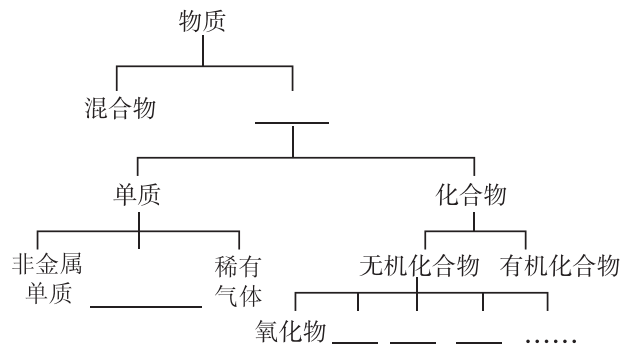 物质
混合物
单质 化合物
非金属 稀有 无机化合物 有机化合物
单质 气体
氧化物 ……